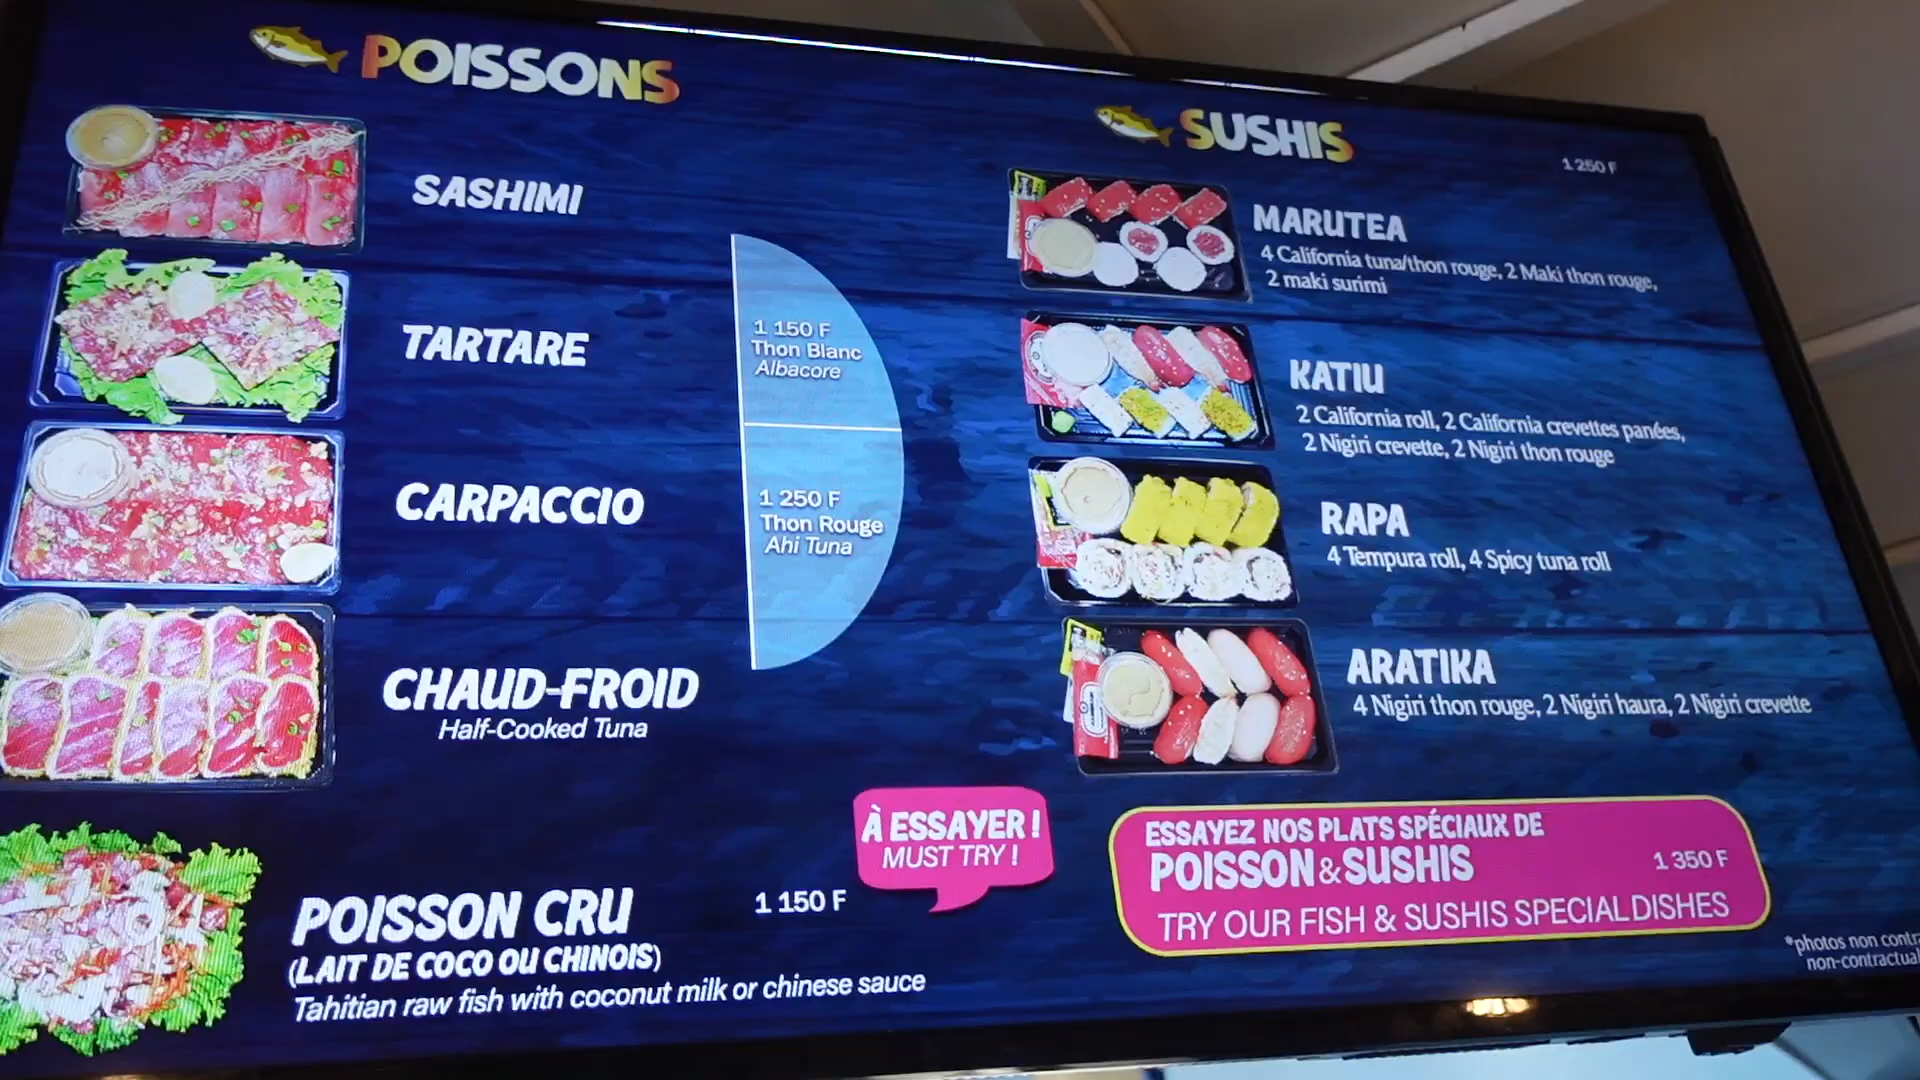 POISSONS
SASHIMI
TARTARE
CARPACCIO
CHAUD-FROID
Half-Cooked Tuna
1 150 F
Thon Blanc
Albacore
1 250 F
Thon Rouge
Ahi Tuna
POISSON CRU
(LAIT DE COCO OU CHINOIS)
Tahitian raw fish with coconut milk or chinese sauce
1 150 F
À ESSAYER !
MUST TRY !
SUSHIS
1 250 F
MARUTEA
4 California tuna/thon rouge, 2 Maki thon rouge,
2 maki surimi
KATIU
2 California roll, 2 California crevettes panées,
2 Nigiri crevette, 2 Nigiri thon rouge
RAPA
4 Tempura roll, 4 Spicy tuna roll
ARATIKA
4 Nigiri thon rouge, 2 Nigiri haura, 2 Nigiri crevette
ESSAYEZ NOS PLATS SPÉCIAUX DE
POISSON & SUSHIS
1 350 F
TRY OUR FISH & SUSHIS SPECIAL DISHES
*photos non